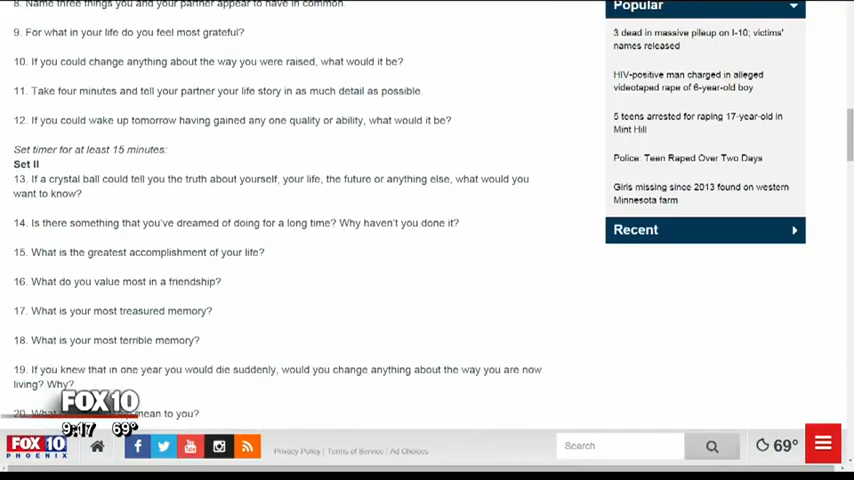 8. Name three things you and your partner appear to have in common.
9. For what in your life do you feel most grateful?
10. If you could change anything about the way you were raised, what would it be?
11. Take four minutes and tell your partner your life story in as much detail as possible.
12. If you could wake up tomorrow having gained any one quality or ability, what would it be?
Set timer for at least 15 minutes:
Set II
13. If a crystal ball could tell you the truth about yourself, your life, the future or anything else, what would you
want to know?
14. Is there something that you've dreamed of doing for a long time? Why haven't you done it?
15. What is the greatest accomplishment of your life?
16. What do you value most in a friendship?
17. What is your most treasured memory?
18. What is your most terrible memory?
19. If you knew that in one year you would die suddenly, would you change anything about the way you are now
living? Why?
20. What mean to you?
Popular
3 dead in massive pileup on I-10; victims'
names released
HIV-positive man charged in alleged
videotaped rape of 6-year-old boy
5 teens arrested for raping 17-year-old in
Mint Hill
Police: Teen Raped Over Two Days
Girls missing since 2013 found on western
Minnesota farm
Recent
FOX 10
9:17 69°
FOX 10
PHOENIX
Privacy Policy | Terms of Service | Ad Choices
Search
69°